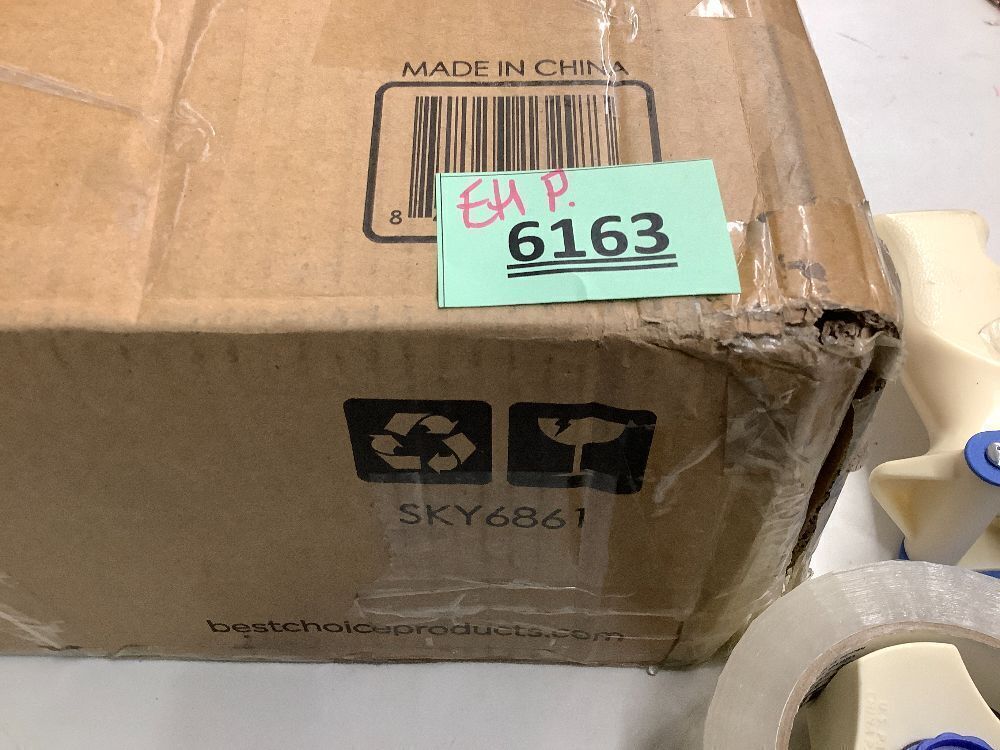 MADE IN CHINA
8
EH P.
6163
SKY6861
bestchoiceproducts.com